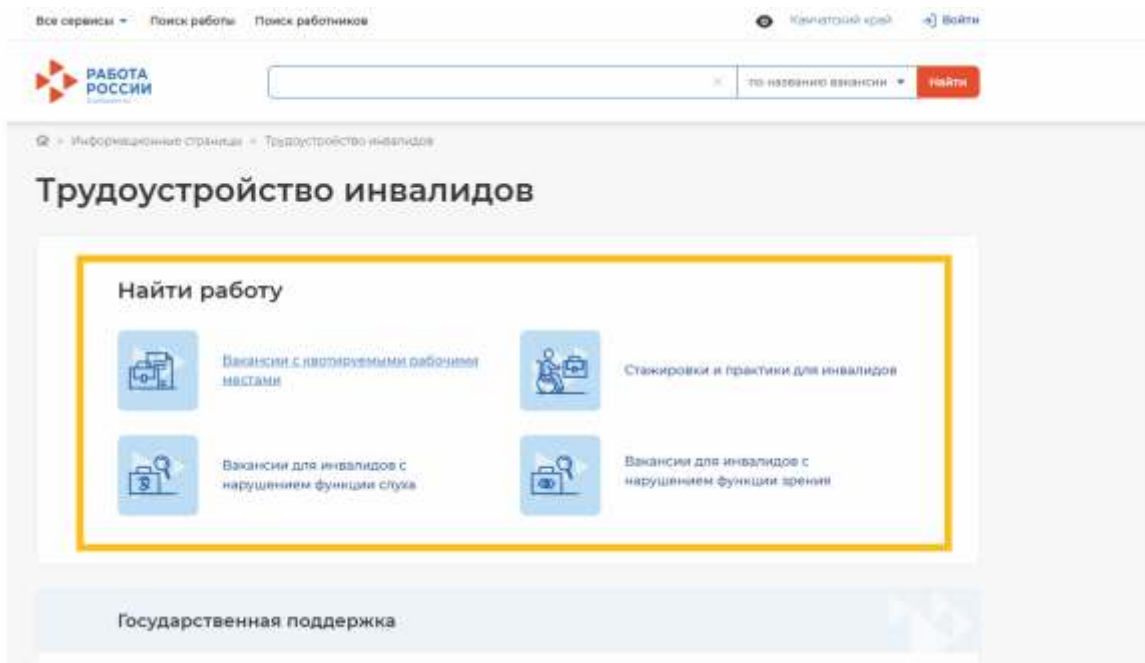 Все сервисы Поиск работы Поиск работников Камчатский край Войти
РАБОТА
РОССИИ
по названию вакансии Найти
Информационные страницы Трудоустройство инвалидов
Трудоустройство инвалидов
Найти работу
Вакансии с квотируемыми рабочими
местами
Стажировки и практики для инвалидов
Вакансии для инвалидов с
нарушением функции слуха
Вакансии для инвалидов с
нарушением функции зрения
Государственная поддержка